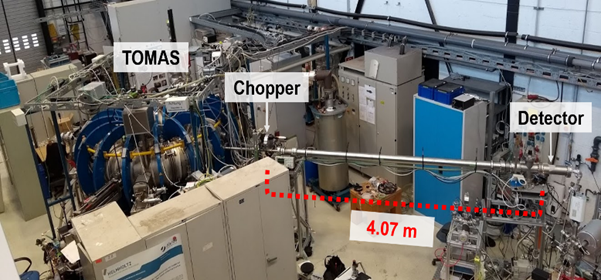 TOMAS
Chopper
Detector
4.07 m